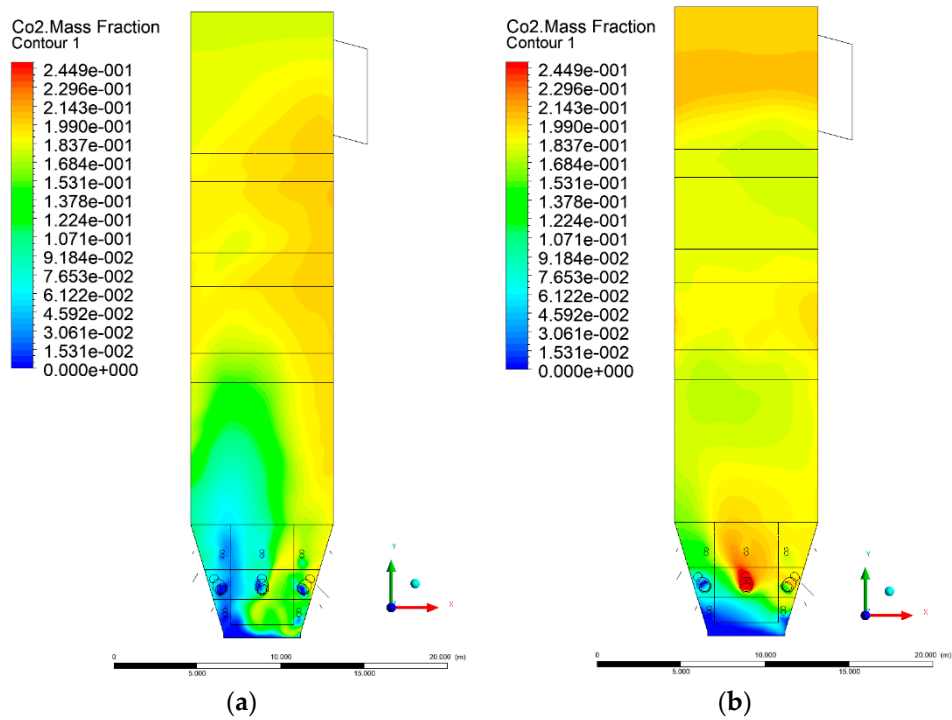 Co2.Mass Fraction
Contour 1
2.449e-001
2.296e-001
2.143e-001
1.990e-001
1.837e-001
1.684e-001
1.531e-001
1.378e-001
1.224e-001
1.071e-001
9.184e-002
7.653e-002
6.122e-002
4.592e-002
3.061e-002
1.531e-002
0.000e+000
Y
X
0 10.000 20.000 (m)
5.000 15.000
(a)
Co2.Mass Fraction
Contour 1
2.449e-001
2.296e-001
2.143e-001
1.990e-001
1.837e-001
1.684e-001
1.531e-001
1.378e-001
1.224e-001
1.071e-001
9.184e-002
7.653e-002
6.122e-002
4.592e-002
3.061e-002
1.531e-002
0.000e+000
Y
X
0 10.000 20.000 (m)
5.000 15.000
(b)